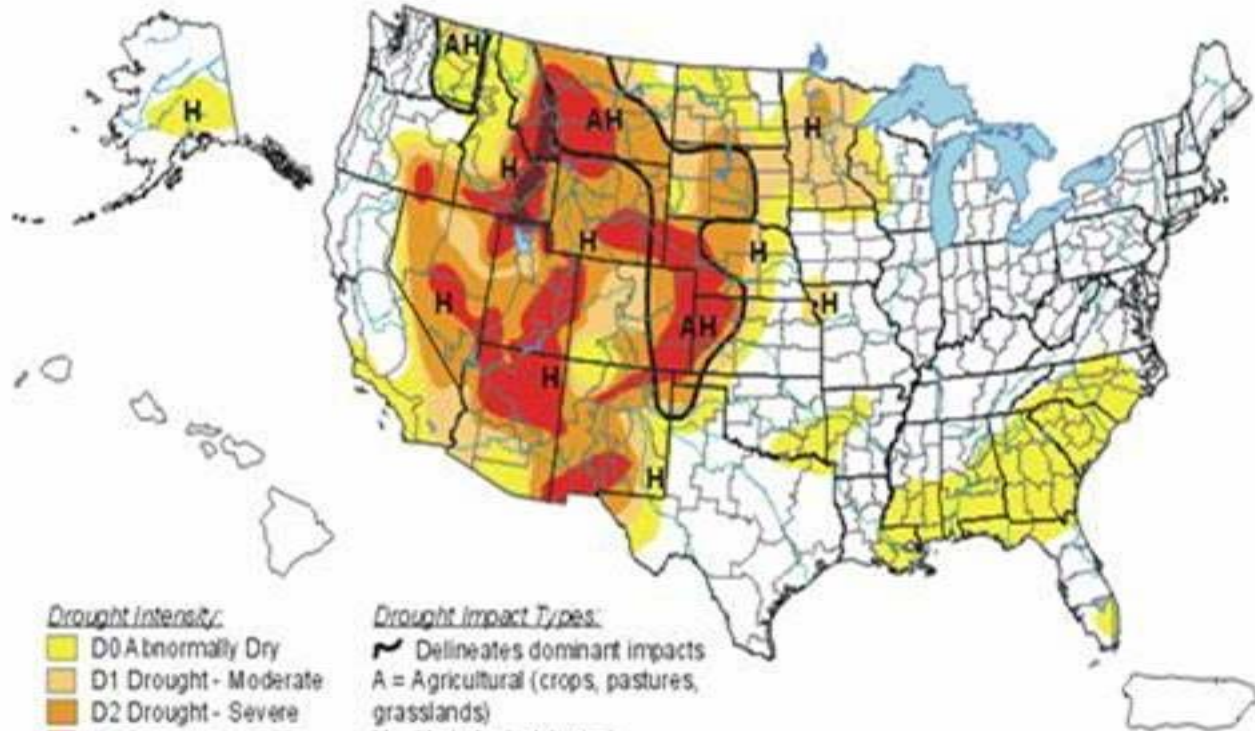 H
AH
AH
H
H
H
H
H
H
AH
H
H
Drought Intensity:
D0 Abnormally Dry
D1 Drought - Moderate
D2 Drought - Severe
Drought Impact Types:
Delineates dominant impacts
A = Agricultural (crops, pastures,
grasslands)